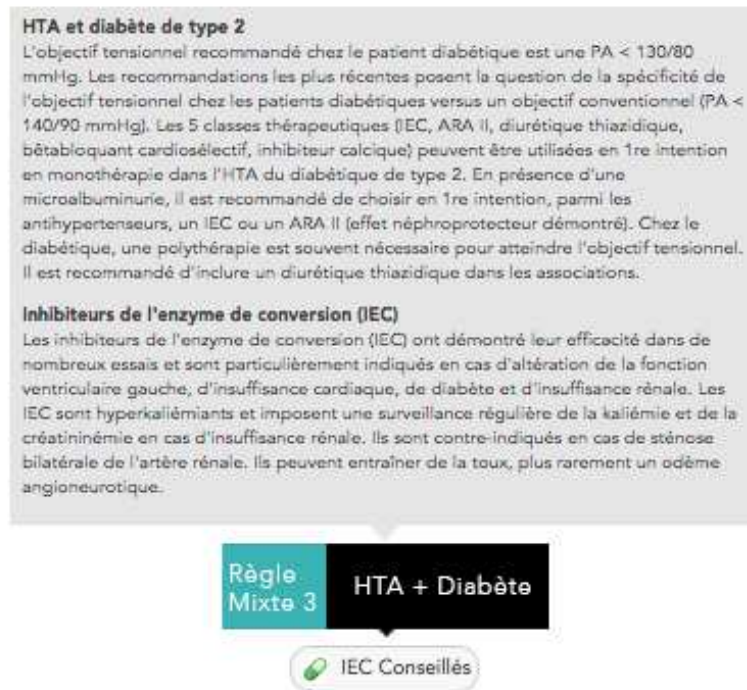 HTA et diabète de type 2
L'objectif tensionnel recommandé chez le patient diabétique est une PA < 130/80
mmHg. Les recommandations les plus récentes posent la question de la spécificité de
l'objectif tensionnel chez les patients diabétiques versus un objectif conventionnel (PA <
140/90 mmHg). Les 5 classes thérapeutiques (IEC, ARA II, diurétique thiazidique,
bêtabloquant cardiosélectif, inhibiteur calcique) peuvent être utilisées en 1re intention
en monothérapie dans l'HTA du diabétique de type 2. En présence d'une
microalbuminurie, il est recommandé de choisir en 1re intention, parmi les
antihypertenseurs, un IEC ou un ARA II (effet néphroprotecteur démontré). Chez le
diabétique, une polythérapie est souvent nécessaire pour atteindre l'objectif tensionnel.
Il est recommandé d'inclure un diurétique thiazidique dans les associations.
Inhibiteurs de l'enzyme de conversion (IEC)
Les inhibiteurs de l'enzyme de conversion (IEC) ont démontré leur efficacité dans de
nombreux essais et sont particulièrement indiqués en cas d'altération de la fonction
ventriculaire gauche, d'insuffisance cardiaque, de diabète et d'insuffisance rénale. Les
IEC sont hyperkaliémiants et imposent une surveillance régulière de la kaliémie et de la
créatininémie en cas d'insuffisance rénale. Ils sont contre-indiqués en cas de sténose
bilatérale de l'artère rénale. Ils peuvent entraîner de la toux, plus rarement un odème
angioneurotique.
Règle
Mixte 3
HTA + Diabète
IEC Conseillés